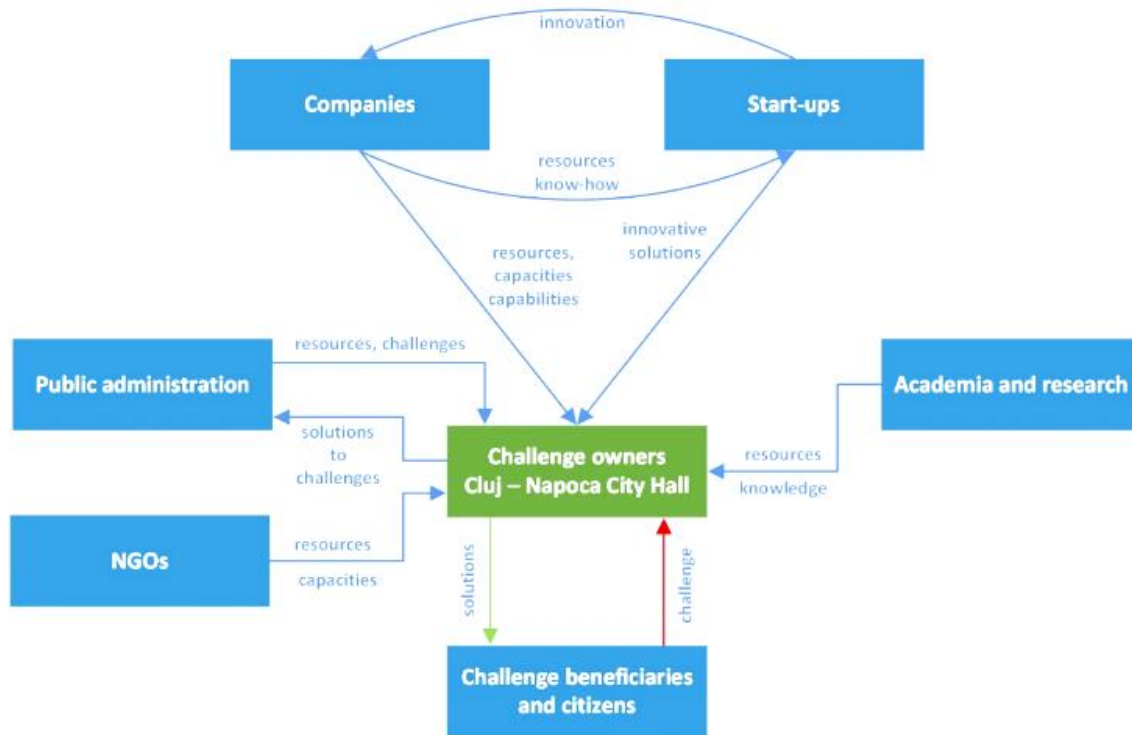 innovation
Companies
Start-ups
resources
know-how
innovative
solutions
resources,
capacities
capabilities
resources, challenges
Public administration
Academia and research
solutions
to
challenges
Challenge owners
Cluj – Napoca City Hall
resources
knowledge
NGOs
resources
capacities
solutions
challenge
Challenge beneficiaries
and citizens